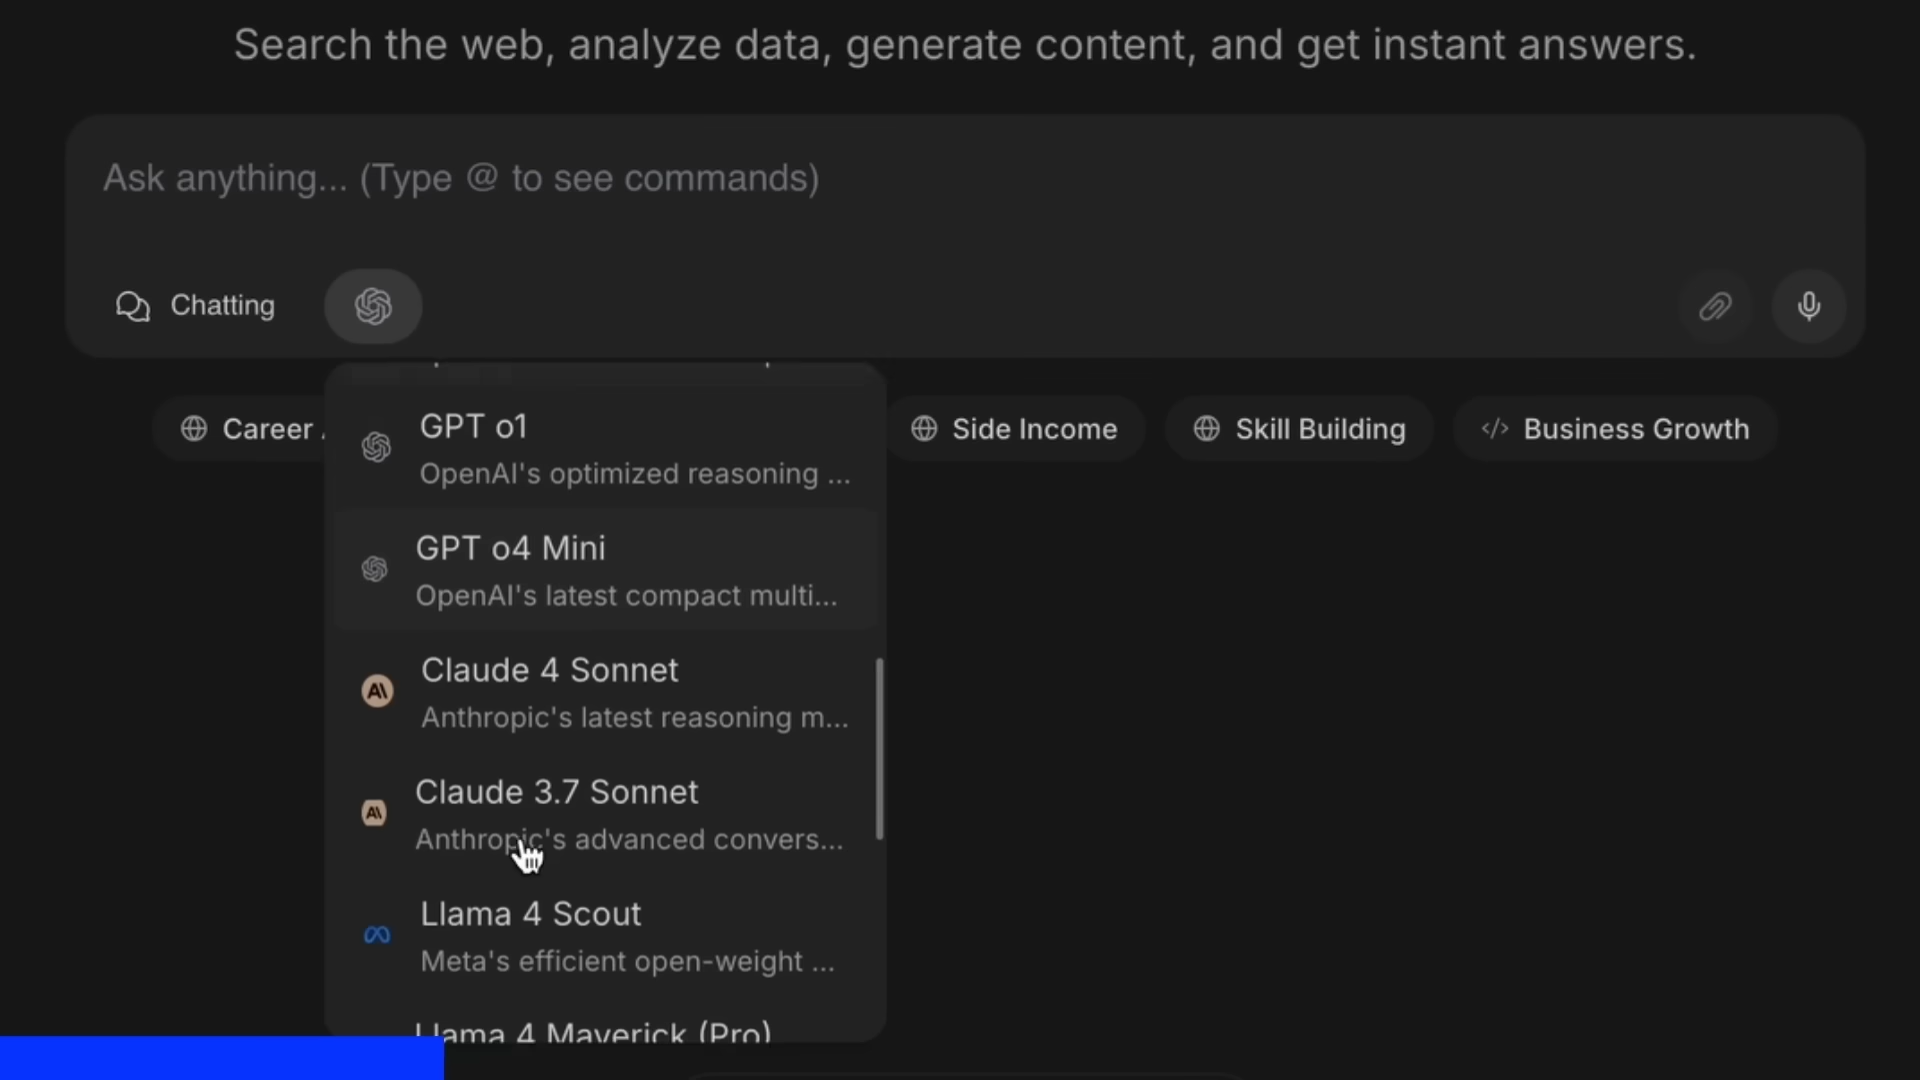 Search the web, analyze data, generate content, and get instant answers.
Ask anything... (Type @ to see commands)
Chatting
Career
Side Income
Skill Building
Business Growth
GPT o1
OpenAI's optimized reasoning ...
GPT o4 Mini
OpenAI's latest compact multi...
Claude 4 Sonnet
Anthropic's latest reasoning m...
Claude 3.7 Sonnet
Anthropic's advanced convers...
Llama 4 Scout
Meta's efficient open-weight ...
Llama 4 Maverick (Pro)